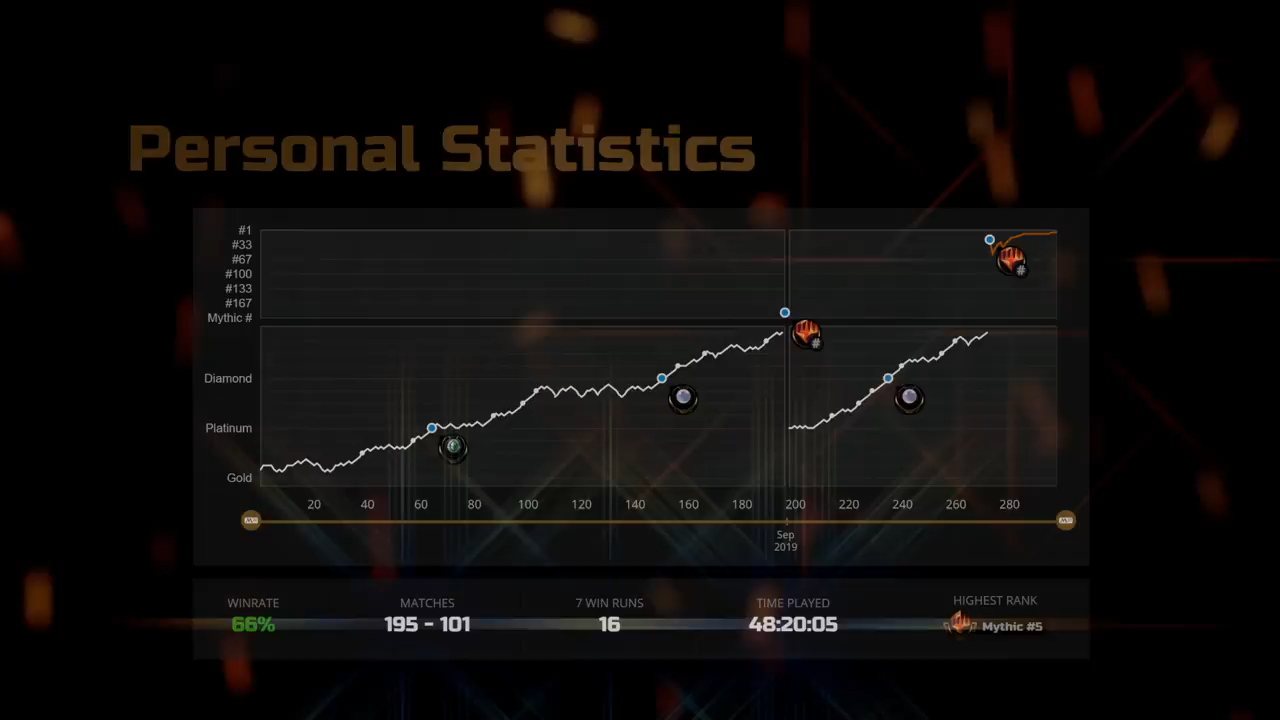 Personal Statistics
#1
#33
#67
#100
#133
#167
Mythic #
Diamond
Platinum
Gold
20 40 60 80 100 120 140 160 180 200 220 240 260 280
Sep
2019
WINRATE MATCHES 7 WIN RUNS TIME PLAYED HIGHEST RANK
66% 195 - 101 16 48:20:05 Mythic #5